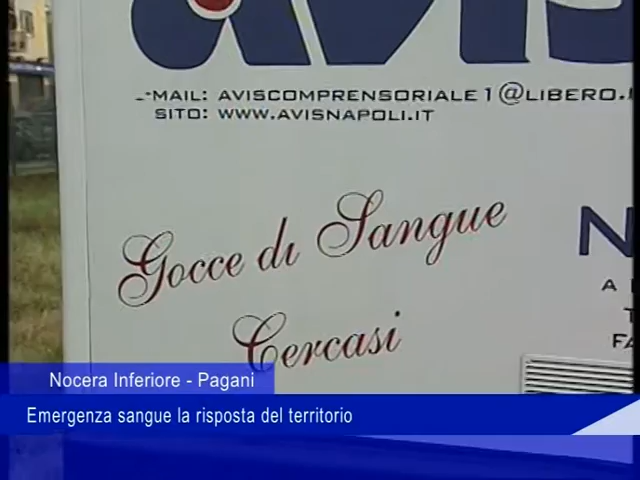 AVIS
-MAIL: AVISCOMPRENSORIALE1@LIBERO.
SITO: WWW.AVISNAPOLI.IT
Gocce di Sangue
Cercasi
N
A
T
FA
Nocera Inferiore - Pagani
Emergenza sangue la risposta del territorio